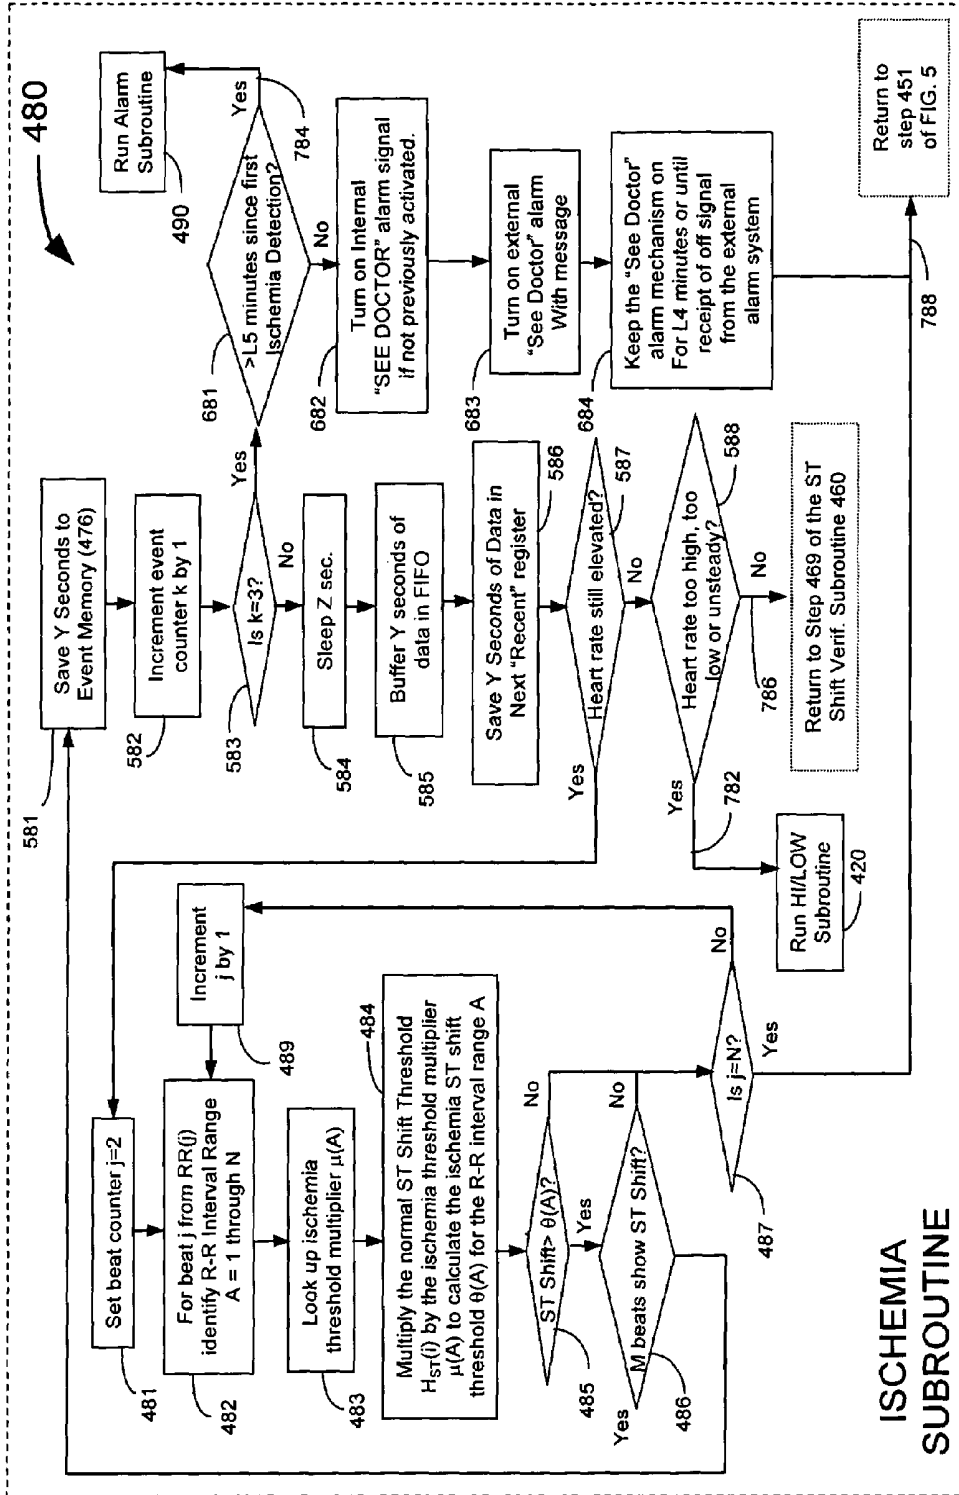 480
481
Set beat counter j=2
482
For beat j from RR(j)
identify R-R Interval Range
A = 1 through N
489
Increment
j by 1
483
Look up ischemia
threshold multiplier µ(A)
484
Multiply the normal ST Shift Threshold
HST(i) by the ischemia threshold multiplier
µ(A) to calculate the ischemia ST shift
threshold θ(A) for the R-R interval range A
485
ST Shift> θ(A)?
No
Yes
486
M beats show ST Shift?
No
Yes
487
Is j=N?
No
Yes
581
Save Y Seconds to
Event Memory (476)
582
Increment event
counter k by 1
583
Is k=3?
Yes
No
584
Sleep Z sec.
585
Buffer Y seconds of
data in FIFO
586
Save Y Seconds of Data in
Next "Recent" register
587
Heart rate still elevated?
Yes
No
588
Heart rate too high, too
low or unsteady?
Yes
782
No
786
Run HI/LOW
Subroutine
420
Return to Step 469 of the ST
Shift Verif. Subroutine 460
681
>L5 minutes since first
Ischemia Detection?
Yes
784
No
Run Alarm
Subroutine
490
682
Turn on Internal
"SEE DOCTOR" alarm signal
if not previously activated.
683
Turn on external
"See Doctor" alarm
With message
684
Keep the "See Doctor"
alarm mechanism on
For L4 minutes or until
receipt of off signal
from the external
alarm system
788
Return to
step 451
of FIG. 5
ISCHEMIA
SUBROUTINE